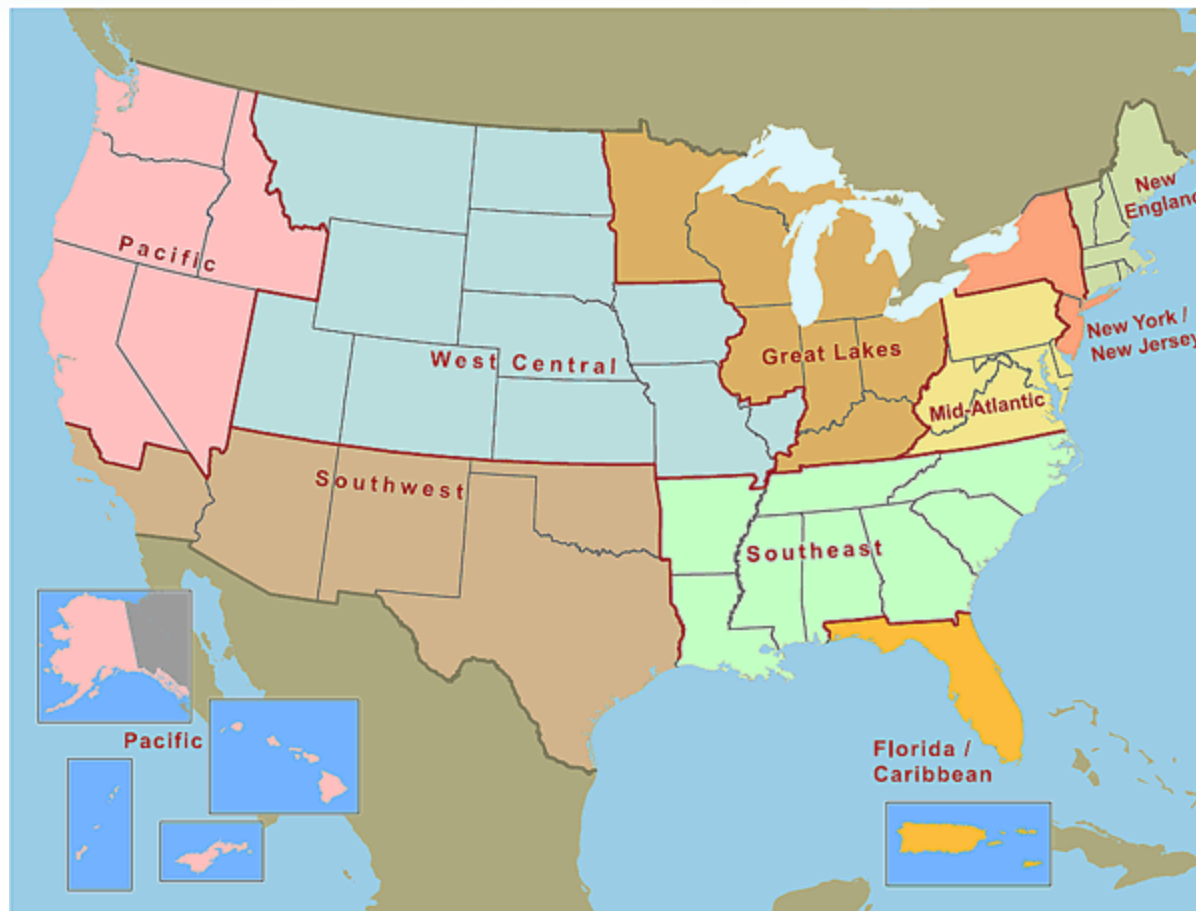 New
England
Pacific
New York /
New Jersey
Great Lakes
West Central
Mid-Atlantic
Southwest
Southeast
Pacific
Florida /
Caribbean